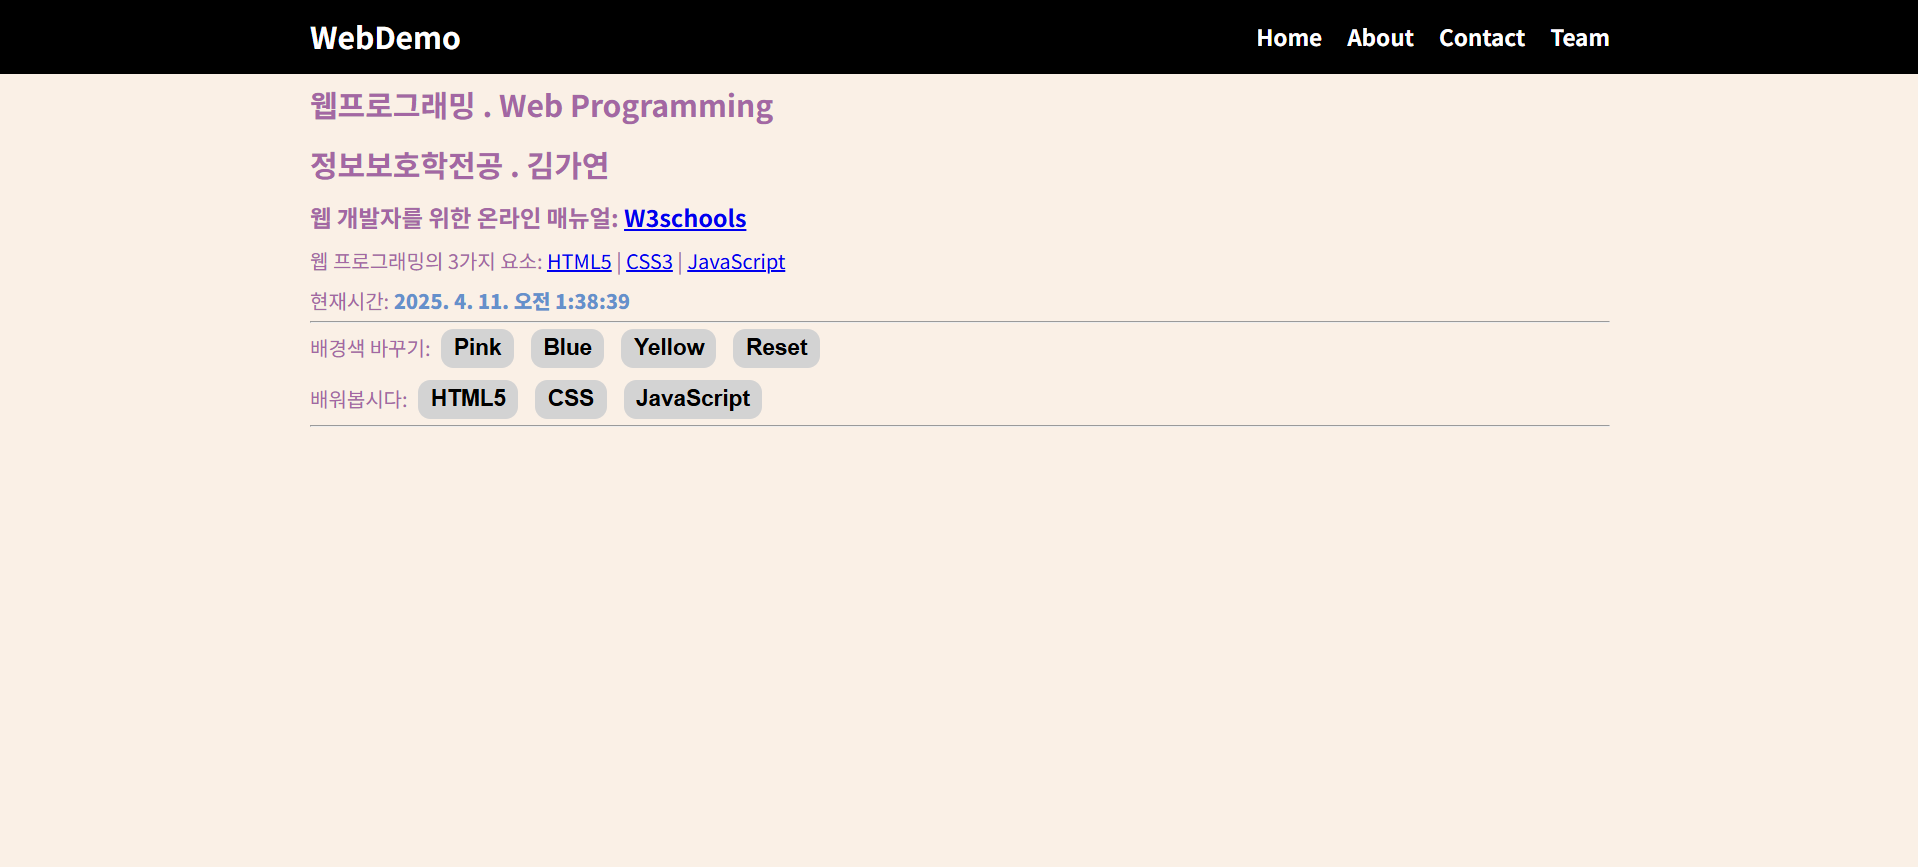 WebDemo Home About Contact Team
웹프로그래밍 . Web Programming
정보보호학전공 . 김가연
웹 개발자를 위한 온라인 매뉴얼: W3schools
웹 프로그래밍의 3가지 요소: HTML5 | CSS3 | JavaScript
현재시간: 2025. 4. 11. 오전 1:38:39
배경색 바꾸기: Pink Blue Yellow Reset
배워봅시다: HTML5 CSS JavaScript